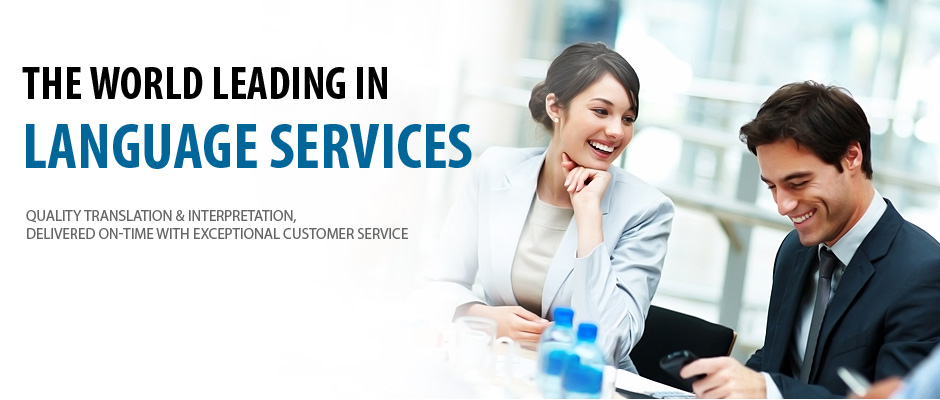 THE WORLD LEADING IN
LANGUAGE SERVICES
QUALITY TRANSLATION & INTERPRETATION,
DELIVERED ON-TIME WITH EXCEPTIONAL CUSTOMER SERVICE